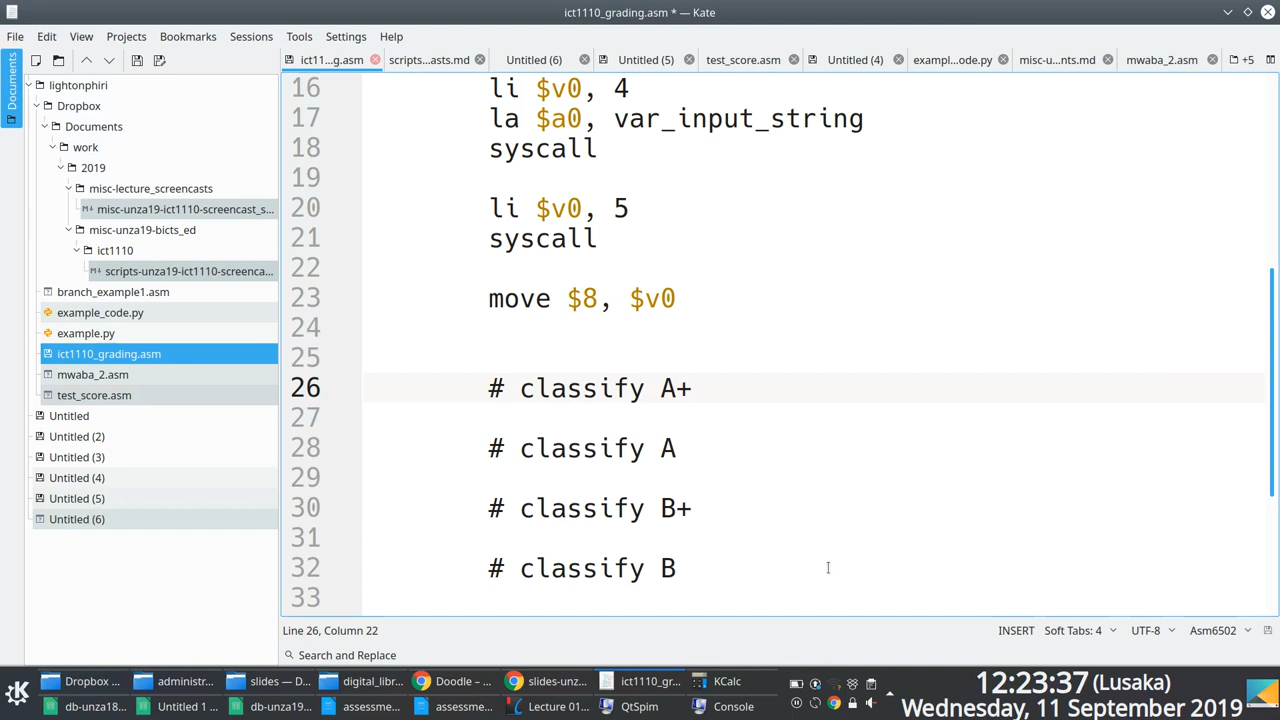 ict1110_grading.asm * — Kate
File Edit View Projects Bookmarks Sessions Tools Settings Help
Documents
ict11...g.asm scripts...asts.md Untitled (6) Untitled (5) test_score.asm Untitled (4) exampl...ode.py misc-u...nts.md mwaba_2.asm +5
lightonphiri
Dropbox
Documents
work
2019
misc-lecture_screencasts
misc-unza19-ict1110-screencast_s...
misc-unza19-bicts_ed
ict1110
scripts-unza19-ict1110-screenca...
branch_example1.asm
example_code.py
example.py
ict1110_grading.asm
mwaba_2.asm
test_score.asm
Untitled
Untitled (2)
Untitled (3)
Untitled (4)
Untitled (5)
Untitled (6)
16 li $v0, 4
17 la $a0, var_input_string
18 syscall
19
20 li $v0, 5
21 syscall
22
23 move $8, $v0
24
25
26 # classify A+
27
28 # classify A
29
30 # classify B+
31
32 # classify B
33
Line 26, Column 22 INSERT Soft Tabs: 4 UTF-8 Asm6502
Search and Replace
Dropbox ... administr... slides — D... digital_libr... Doodle – ... slides-unz... ict1110_gr... KCalc
db-unza18... Untitled 1 ... db-unza19... assessme... assessme... Lecture 01... QtSpim Console
12:23:37 (Lusaka)
Wednesday, 11 September 2019